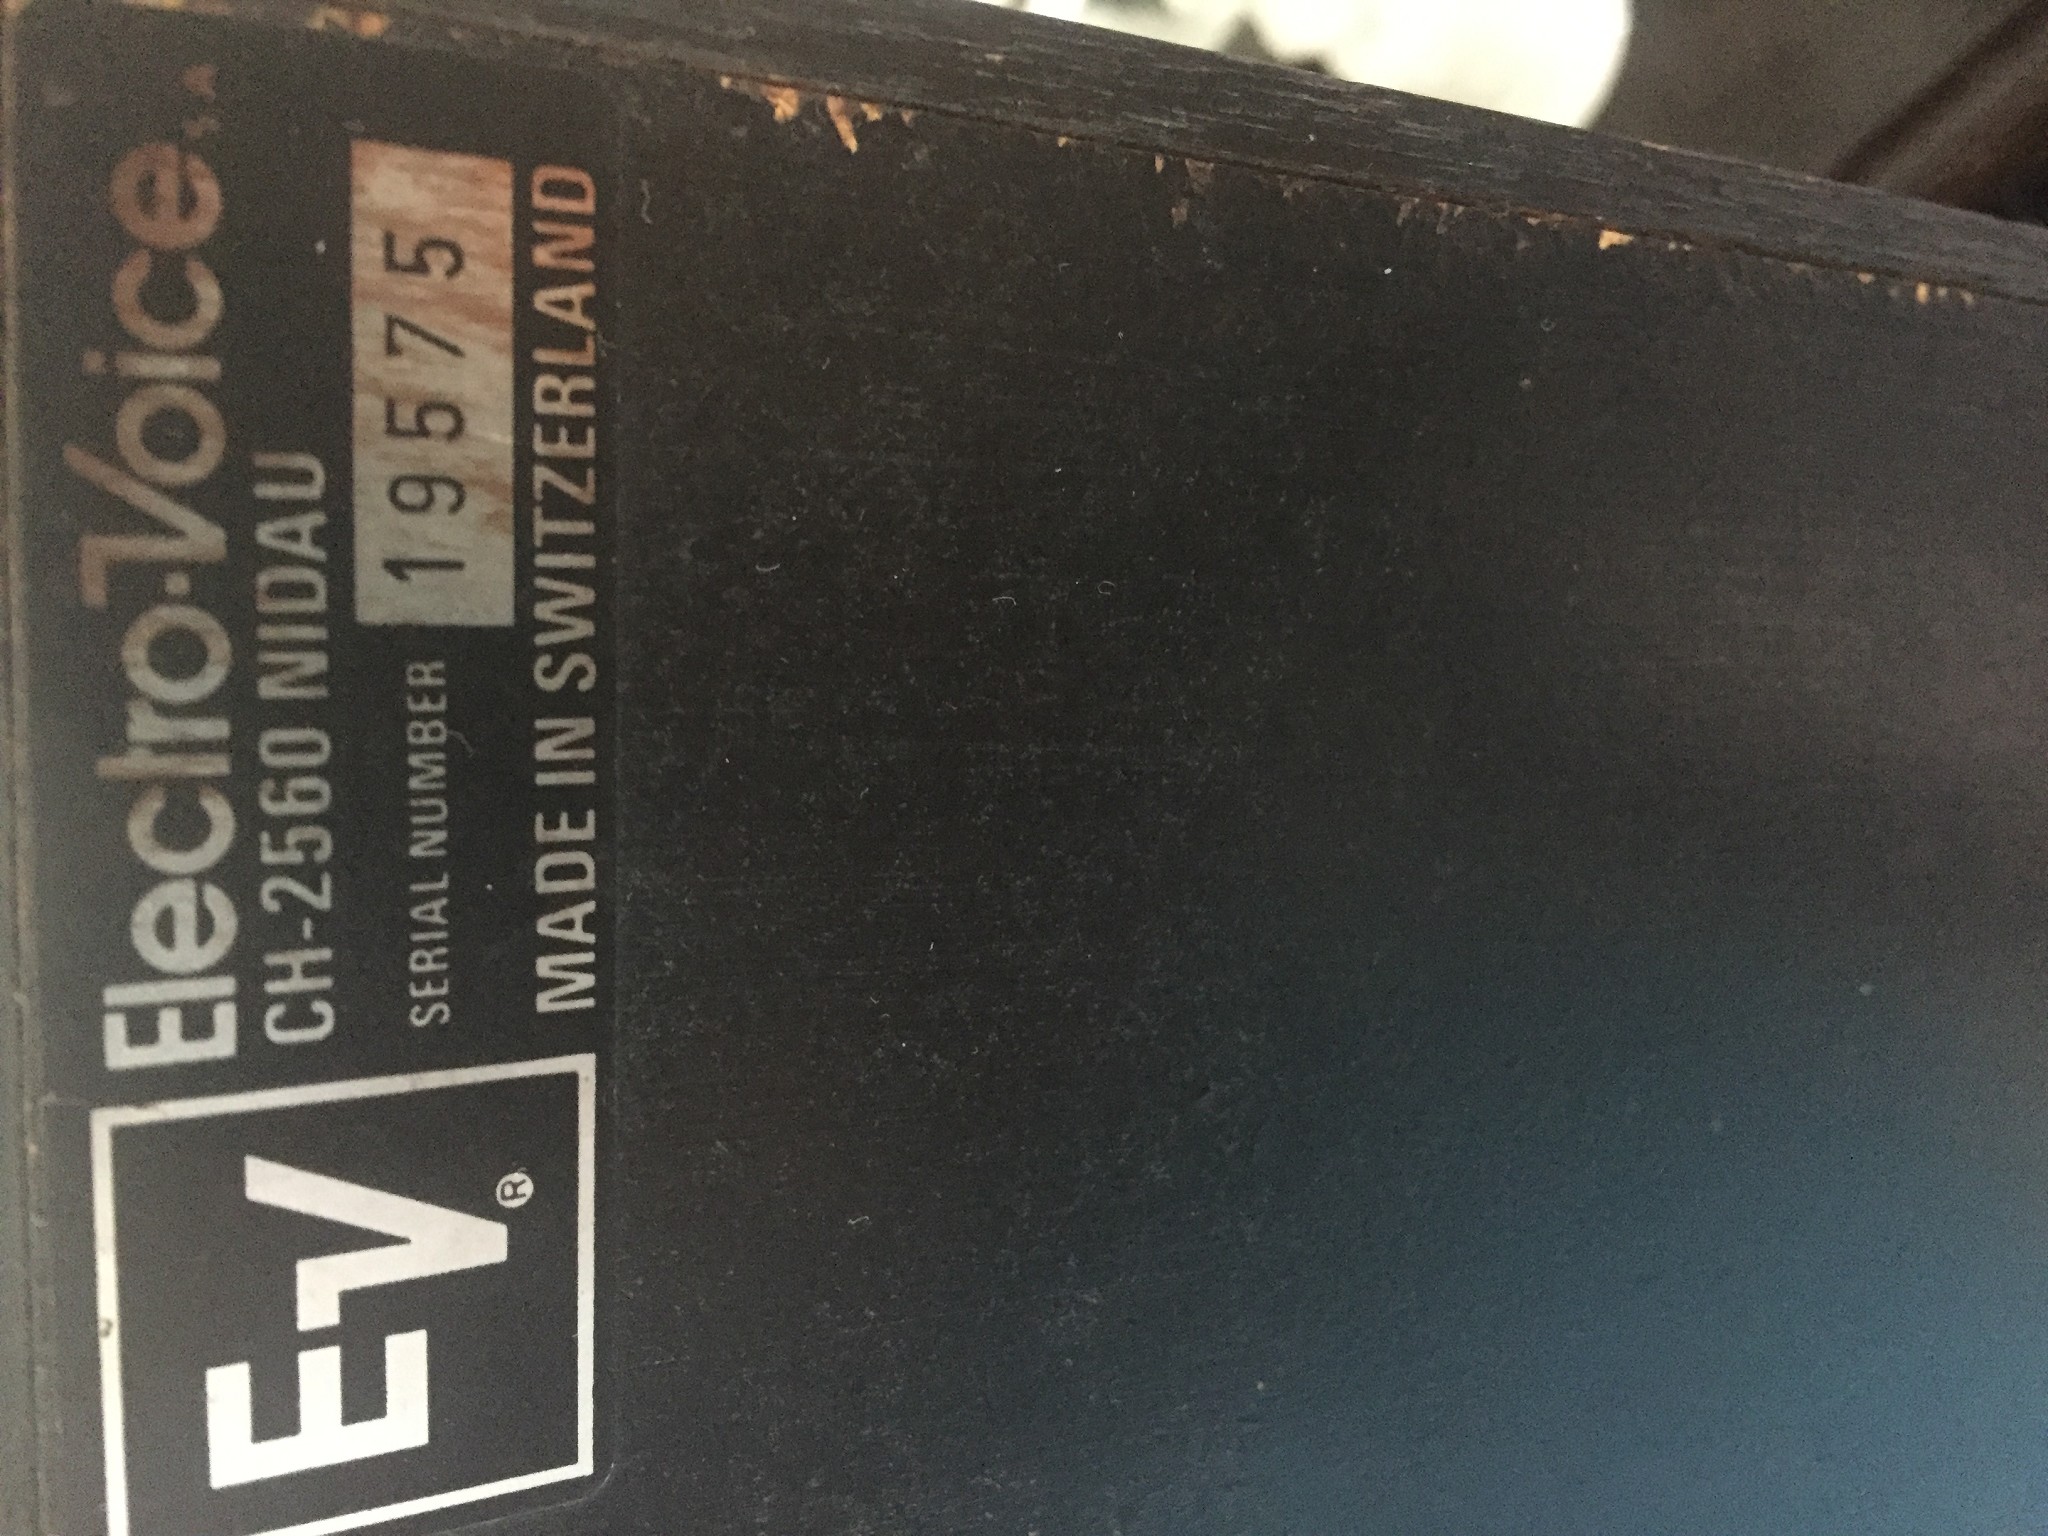 EV®
Electro-Voice S.A.
CH-2560 NIDAU
SERIAL NUMBER 19575
MADE IN SWITZERLAND